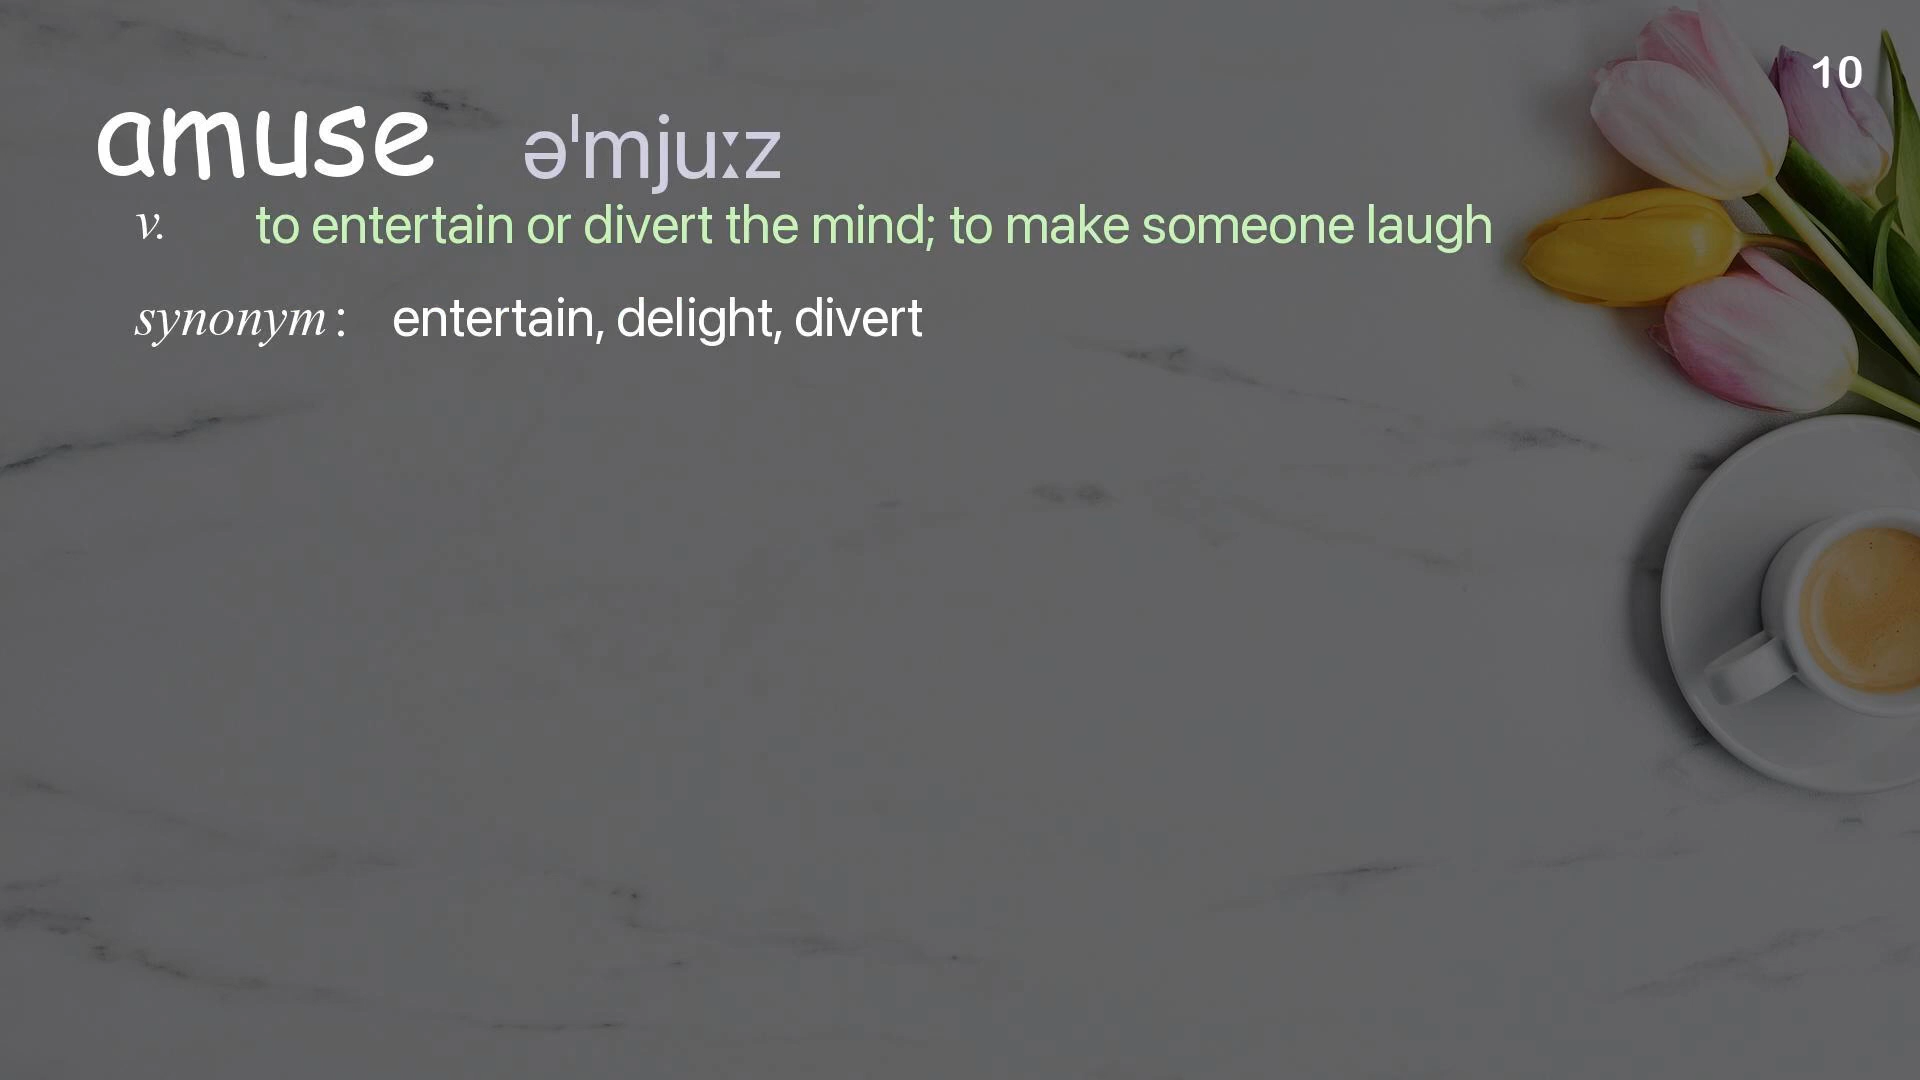 10
amuse əˈmjuːz
v. to entertain or divert the mind; to make someone laugh
synonym: entertain, delight, divert